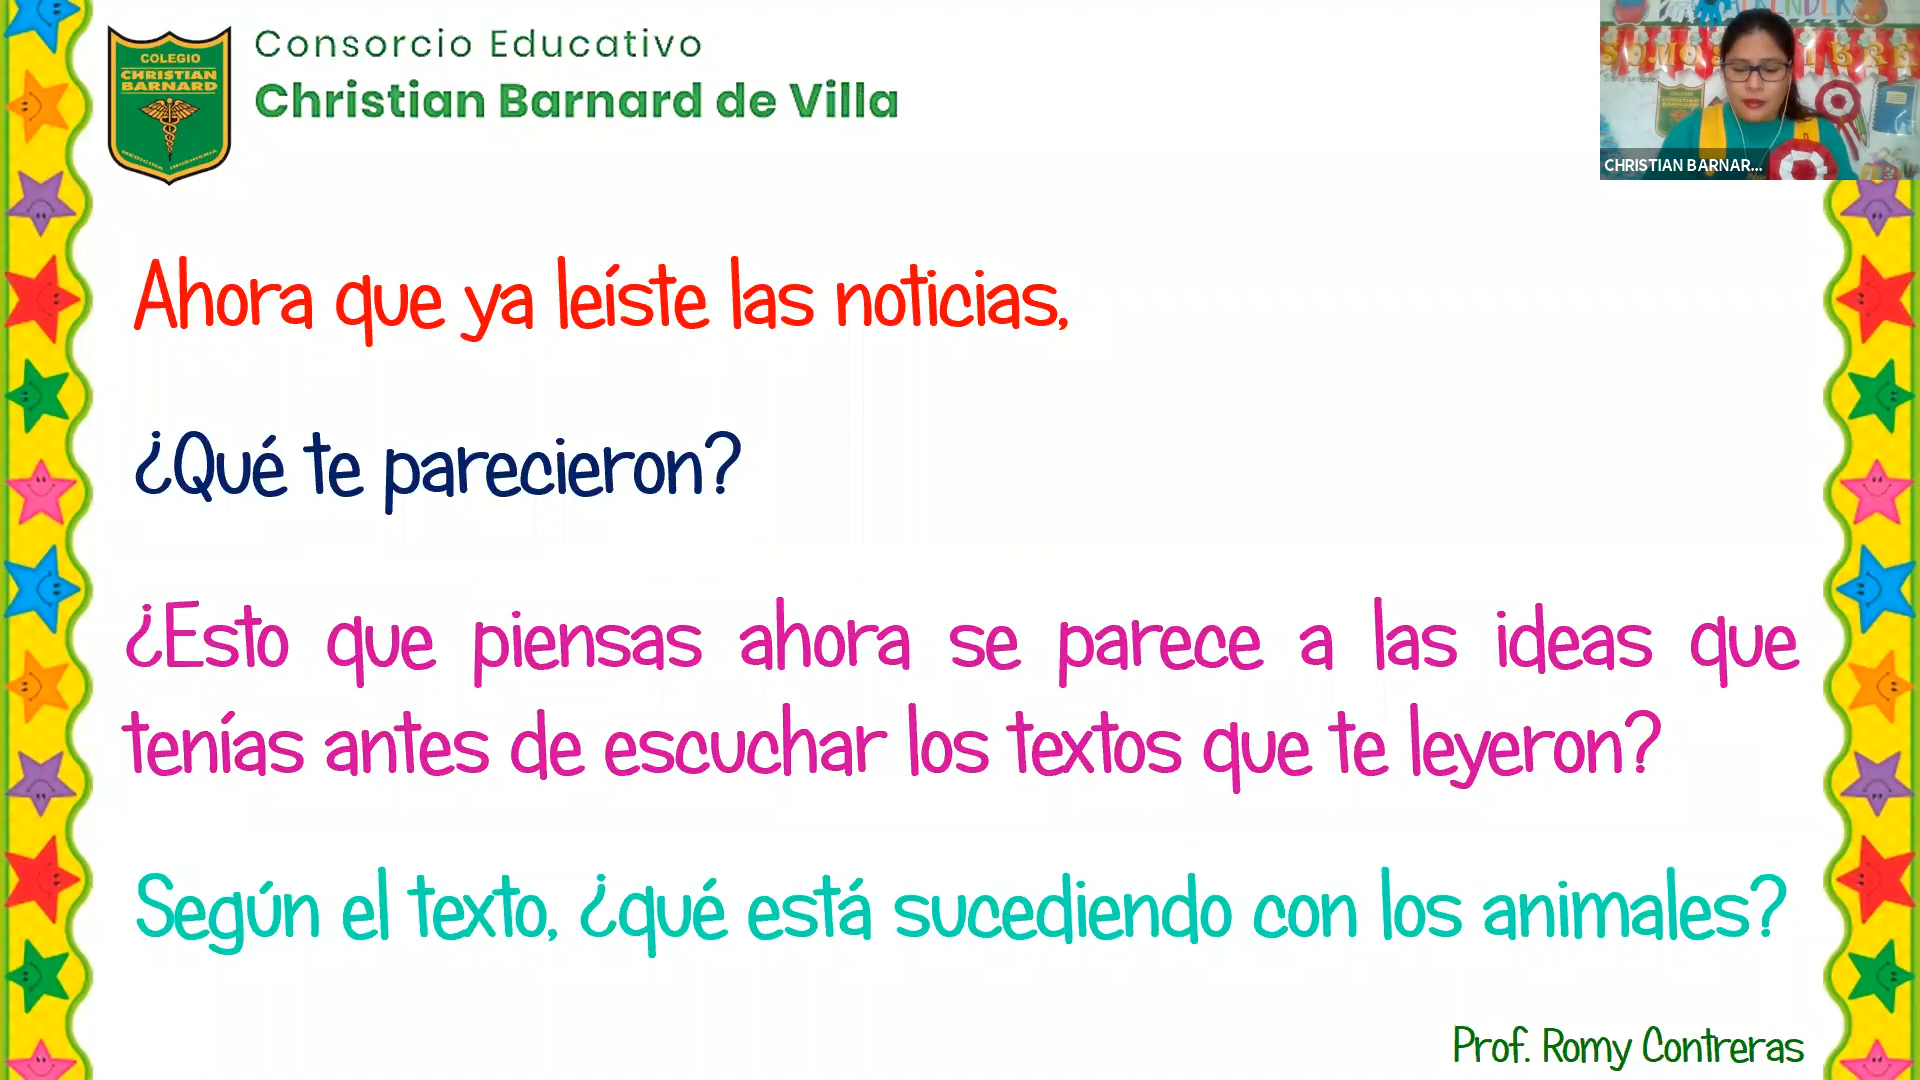 COLEGIO
CHRISTIAN
BARNARD
MEDICINA INGENIERIA
Consorcio Educativo
Christian Barnard de Villa
CHRISTIAN BARNAR...
Ahora que ya leíste las noticias,
¿Qué te parecieron?
¿Esto que piensas ahora se parece a las ideas que
tenías antes de escuchar los textos que te leyeron?
Según el texto, ¿qué está sucediendo con los animales?
Prof. Romy Contreras